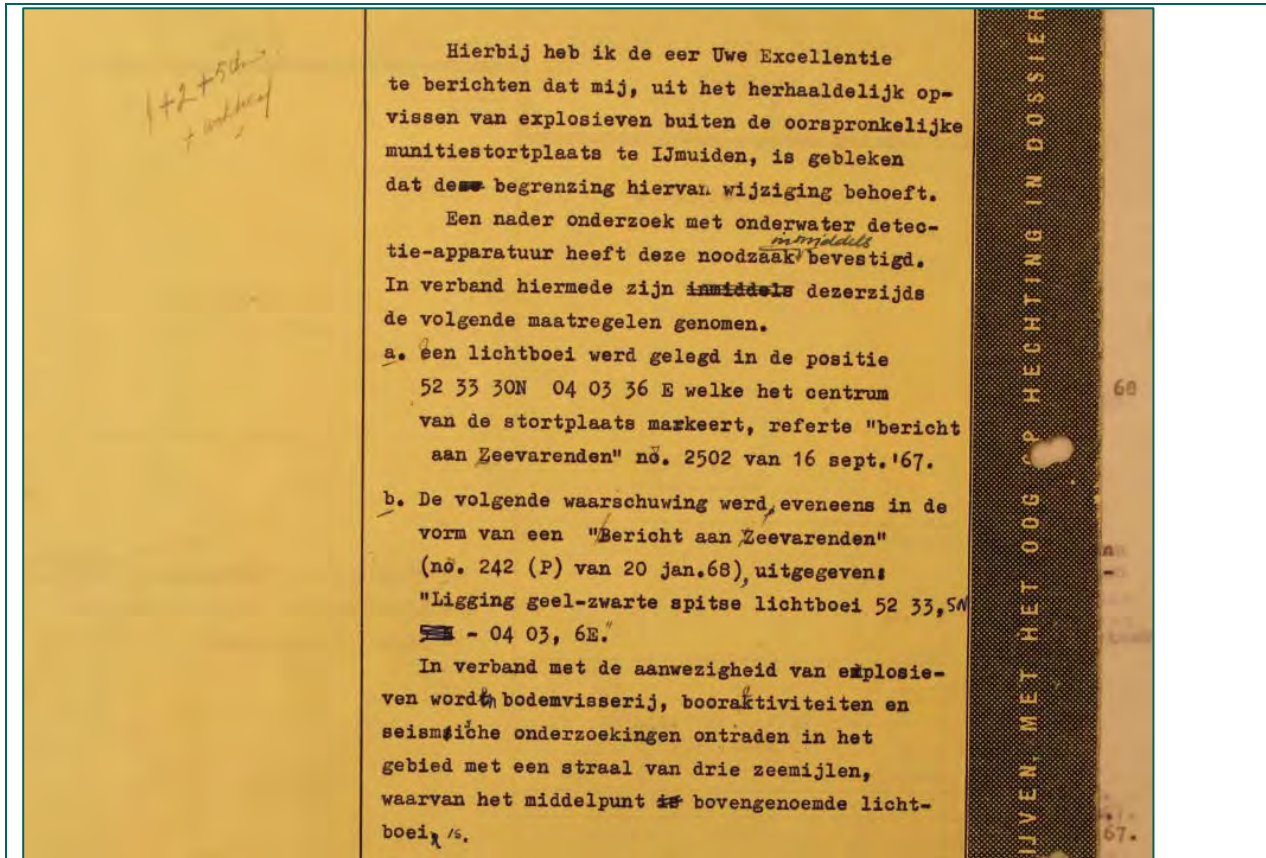 1+2+5
+
Hierbij heb ik de eer Uwe Excellentie
te berichten dat mij, uit het herhaaldelijk op-
vissen van explosieven buiten de oorspronkelijke
munitiestortplaats te IJmuiden, is gebleken
dat de begrenzing hiervan wijziging behoeft.
Een nader onderzoek met onderwater detec-
inmiddels
tie-apparatuur heeft deze noodzaak bevestigd.
In verband hiermede zijn inmiddels dezerzijds
de volgende maatregelen genomen.
a. een lichtboei werd gelegd in de positie
52 33 30N 04 03 36 E welke het centrum
van de stortplaats markeert, referte "bericht
aan Zeevarenden" no. 2502 van 16 sept.'67.
b. De volgende waarschuwing werd, eveneens in de
vorm van een "Bericht aan Zeevarenden"
(no. 242 (P) van 20 jan.68), uitgegeven:
"Ligging geel-zwarte spitse lichtboei 52 33,5N
- 04 03, 6E."
In verband met de aanwezigheid van explosie-
ven wordt bodemvisserij, booraktiviteiten en
seismische onderzoekingen ontraden in het
gebied met een straal van drie zeemijlen,
waarvan het middelpunt is bovengenoemde licht-
boei is.
IJVEN, MET HET OOG OP HECHTING IN DOSSIER
68
67.